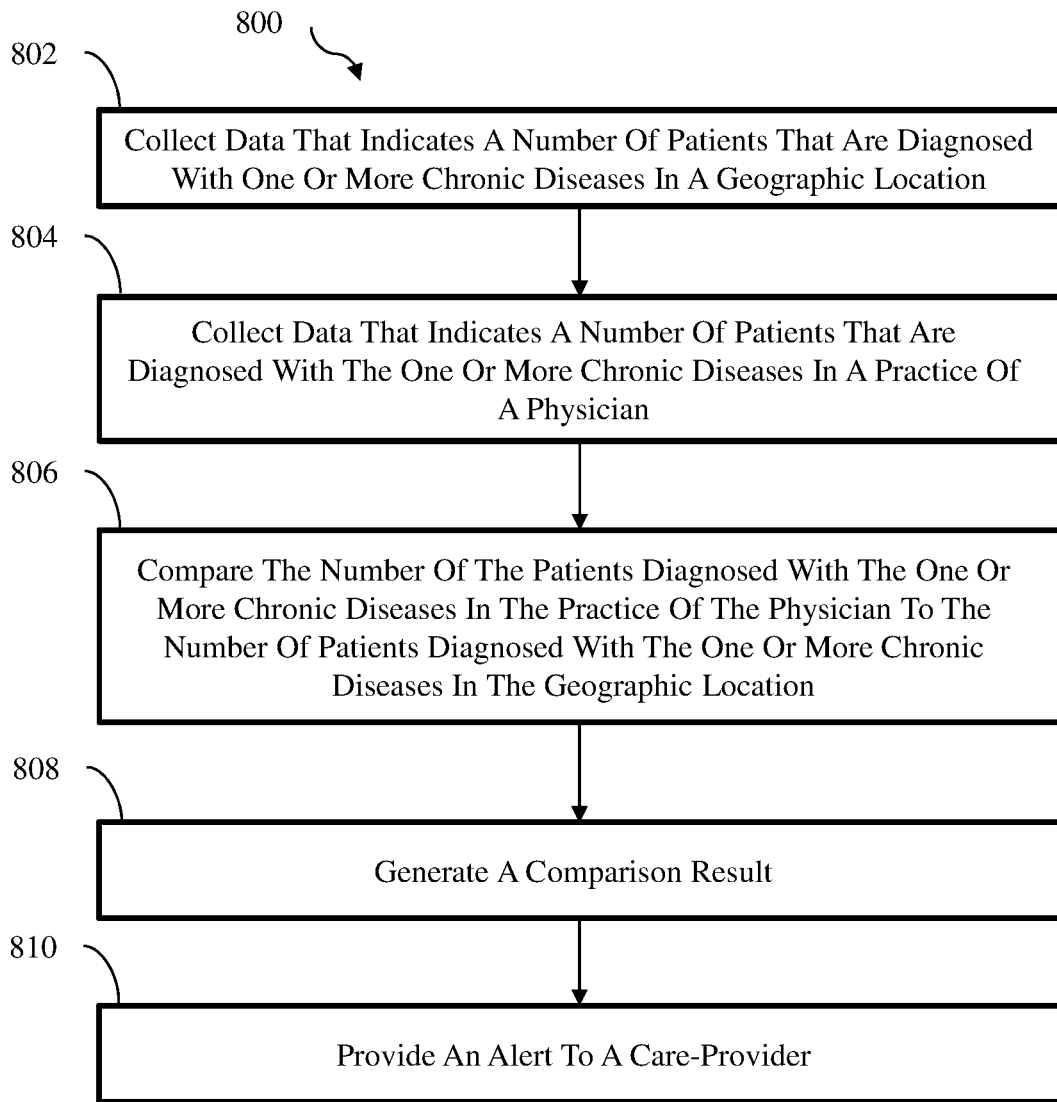 800
802
Collect Data That Indicates A Number Of Patients That Are Diagnosed
With One Or More Chronic Diseases In A Geographic Location
804
Collect Data That Indicates A Number Of Patients That Are
Diagnosed With The One Or More Chronic Diseases In A Practice Of
A Physician
806
Compare The Number Of The Patients Diagnosed With The One Or
More Chronic Diseases In The Practice Of The Physician To The
Number Of Patients Diagnosed With The One Or More Chronic
Diseases In The Geographic Location
808
Generate A Comparison Result
810
Provide An Alert To A Care-Provider